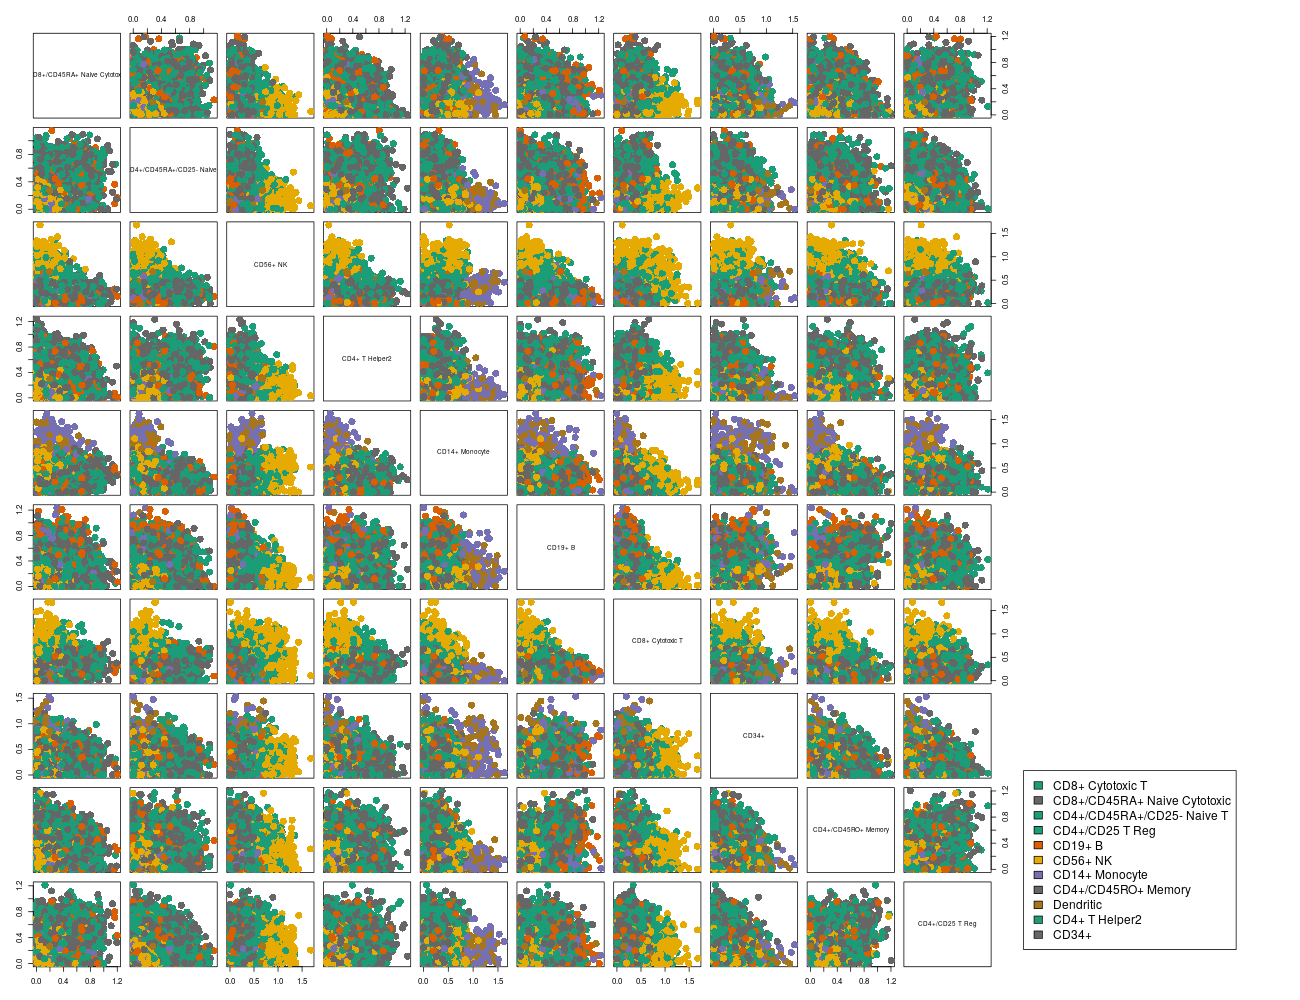 0.0 0.4 0.8
0.0 0.4 0.8 1.2
0.0 0.4 0.8 1.2
0.0 0.5 1.0 1.5
0.0 0.4 0.8 1.2
D8+/CD45RA+ Naive Cytotox
0.0 0.4 0.8 1.2
0.0 0.4 0.8
D4+/CD45RA+/CD25- Naive
CD56+ NK
0.0 0.5 1.0 1.5
0.0 0.4 0.8 1.2
CD4+ T Helper2
CD14+ Monocyte
0.0 0.5 1.0 1.5
0.0 0.4 0.8 1.2
CD19+ B
CD8+ Cytotoxic T
0.0 0.5 1.0 1.5
0.0 0.5 1.0 1.5
CD34+
CD4+/CD45RO+ Memory
0.0 0.4 0.8 1.2
0.0 0.4 0.8 1.2
CD4+/CD25 T Reg
0.0 0.4 0.8 1.2
0.0 0.5 1.0 1.5
0.0 0.5 1.0 1.5
0.0 0.5 1.0 1.5
0.0 0.4 0.8 1.2
CD8+ Cytotoxic T
CD8+/CD45RA+ Naive Cytotoxic
CD4+/CD45RA+/CD25- Naive T
CD4+/CD25 T Reg
CD19+ B
CD56+ NK
CD14+ Monocyte
CD4+/CD45RO+ Memory
Dendritic
CD4+ T Helper2
CD34+